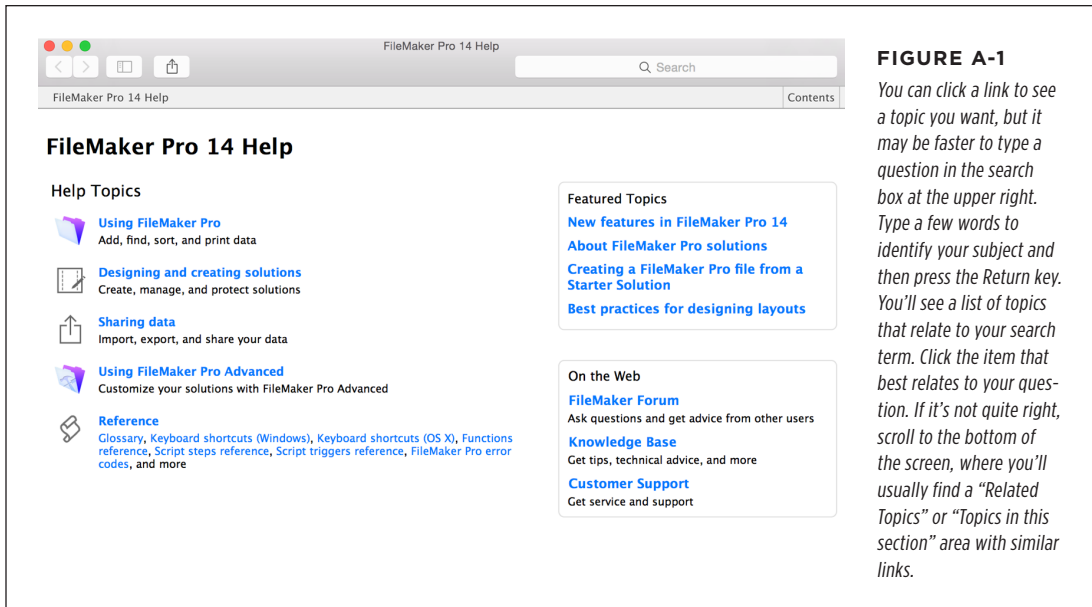 FileMaker Pro 14 Help
Search
FileMaker Pro 14 Help
Contents
FileMaker Pro 14 Help
Help Topics
Using FileMaker Pro
Add, find, sort, and print data
Designing and creating solutions
Create, manage, and protect solutions
Sharing data
Import, export, and share your data
Using FileMaker Pro Advanced
Customize your solutions with FileMaker Pro Advanced
Reference
Glossary, Keyboard shortcuts (Windows), Keyboard shortcuts (OS X), Functions
reference, Script steps reference, Script triggers reference, FileMaker Pro error
codes, and more
Featured Topics
New features in FileMaker Pro 14
About FileMaker Pro solutions
Creating a FileMaker Pro file from a
Starter Solution
Best practices for designing layouts
On the Web
FileMaker Forum
Ask questions and get advice from other users
Knowledge Base
Get tips, technical advice, and more
Customer Support
Get service and support
FIGURE A-1
You can click a link to see
a topic you want, but it
may be faster to type a
question in the search
box at the upper right.
Type a few words to
identify your subject and
then press the Return key.
You'll see a list of topics
that relate to your search
term. Click the item that
best relates to your ques-
tion. If it's not quite right,
scroll to the bottom of
the screen, where you'll
usually find a “Related
Topics” or “Topics in this
section” area with similar
links.